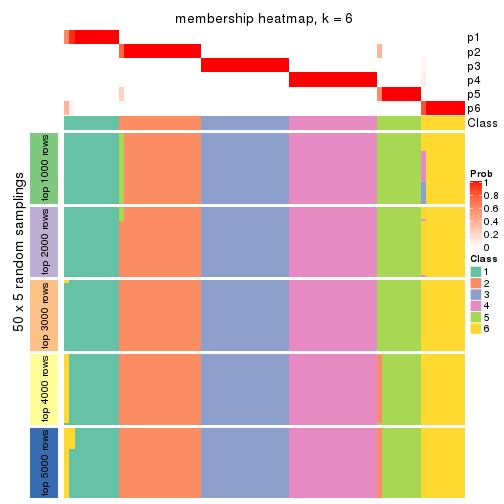 membership heatmap, k = 6
p1
p2
p3
p4
p5
p6
Class
50 x 5 random samplings
top 1000 rows
top 2000 rows
top 3000 rows
top 4000 rows
top 5000 rows
Prob
1
0.8
0.6
0.4
0.2
0
Class
1
2
3
4
5
6